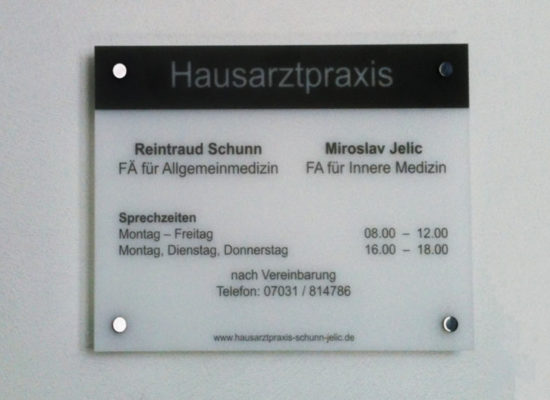 Hausarztpraxis
Reintraud Schunn Miroslav Jelic
FÄ für Allgemeinmedizin FA für Innere Medizin
Sprechzeiten
Montag – Freitag 08.00 – 12.00
Montag, Dienstag, Donnerstag 16.00 – 18.00
nach Vereinbarung
Telefon: 07031 / 814786
www.hausarztpraxis-schunn-jelic.de